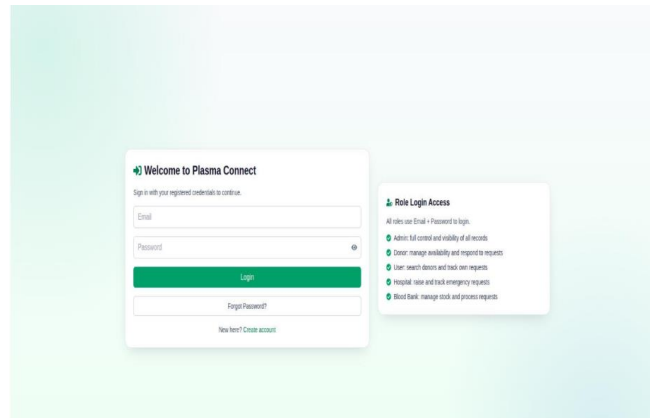 Welcome to Plasma Connect
Sign in with your registered credentials to continue.
Email
Password
Login
Forgot Password?
New here? Create account
Role Login Access
All roles use Email + Password to login.
Admin: full control and visibility of all records
Donor: manage availability and respond to requests
User: search donors and track own requests
Hospital: raise and track emergency requests
Blood Bank: manage stock and process requests